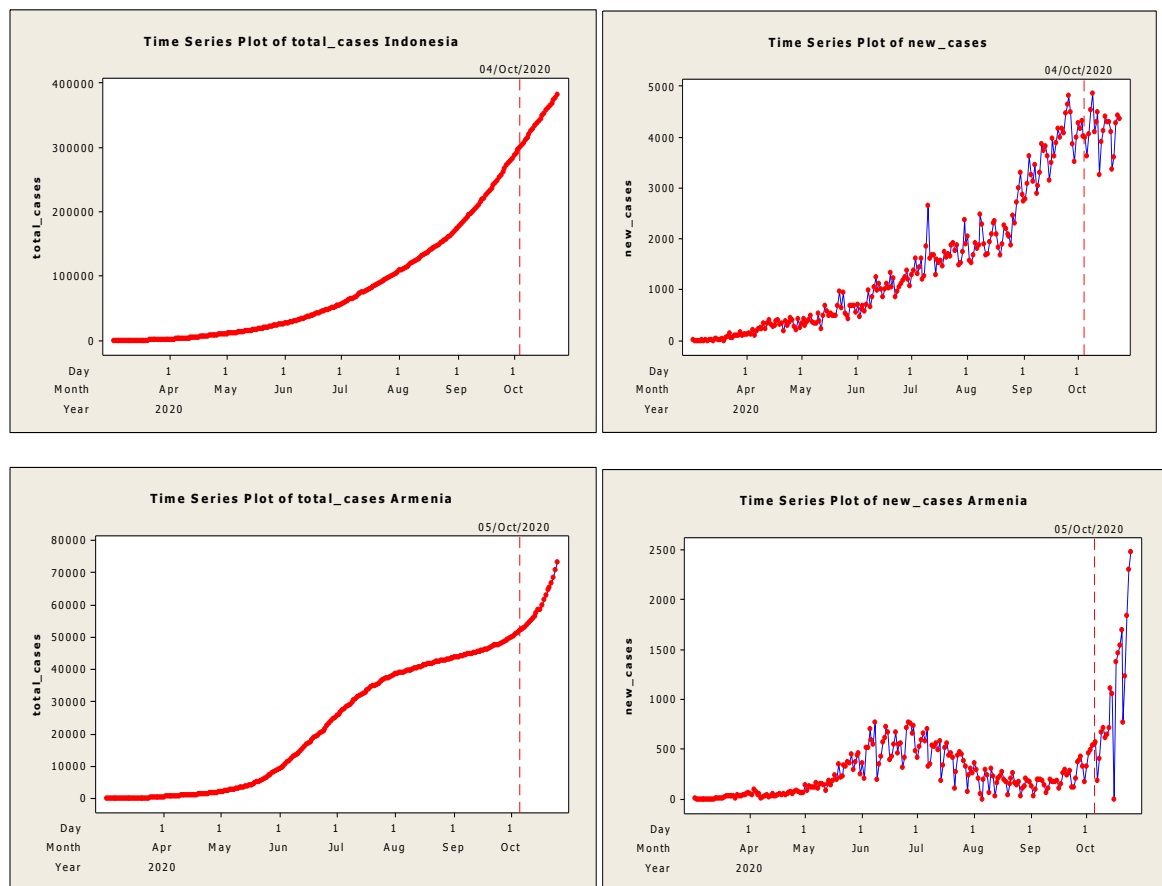 Time Series Plot of total_cases Indonesia
04/Oct/2020
400000
300000
200000
100000
0
total_cases
Day 1 1 1 1 1 1 1
Month Apr May Jun Jul Aug Sep Oct
Year 2020
Time Series Plot of new_cases
04/Oct/2020
5000
4000
3000
2000
1000
0
new_cases
Day 1 1 1 1 1 1 1
Month Apr May Jun Jul Aug Sep Oct
Year 2020
Time Series Plot of total_cases Armenia
05/Oct/2020
80000
70000
60000
50000
40000
30000
20000
10000
0
total_cases
Day 1 1 1 1 1 1 1
Month Apr May Jun Jul Aug Sep Oct
Year 2020
Time Series Plot of new_cases Armenia
05/Oct/2020
2500
2000
1500
1000
500
0
new_cases
Day 1 1 1 1 1 1 1
Month Apr May Jun Jul Aug Sep Oct
Year 2020